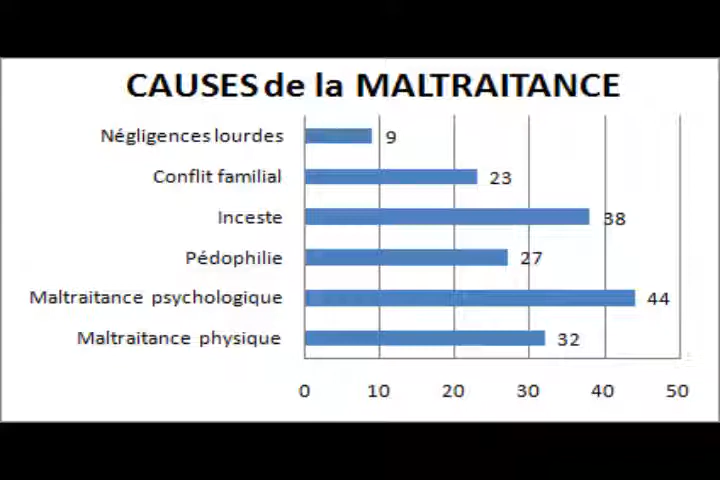 CAUSES de la MALTRAITANCE
Négligences lourdes 9
Conflit familial 23
Inceste 38
Pédophilie 27
Maltraitance psychologique 44
Maltraitance physique 32
0 10 20 30 40 50